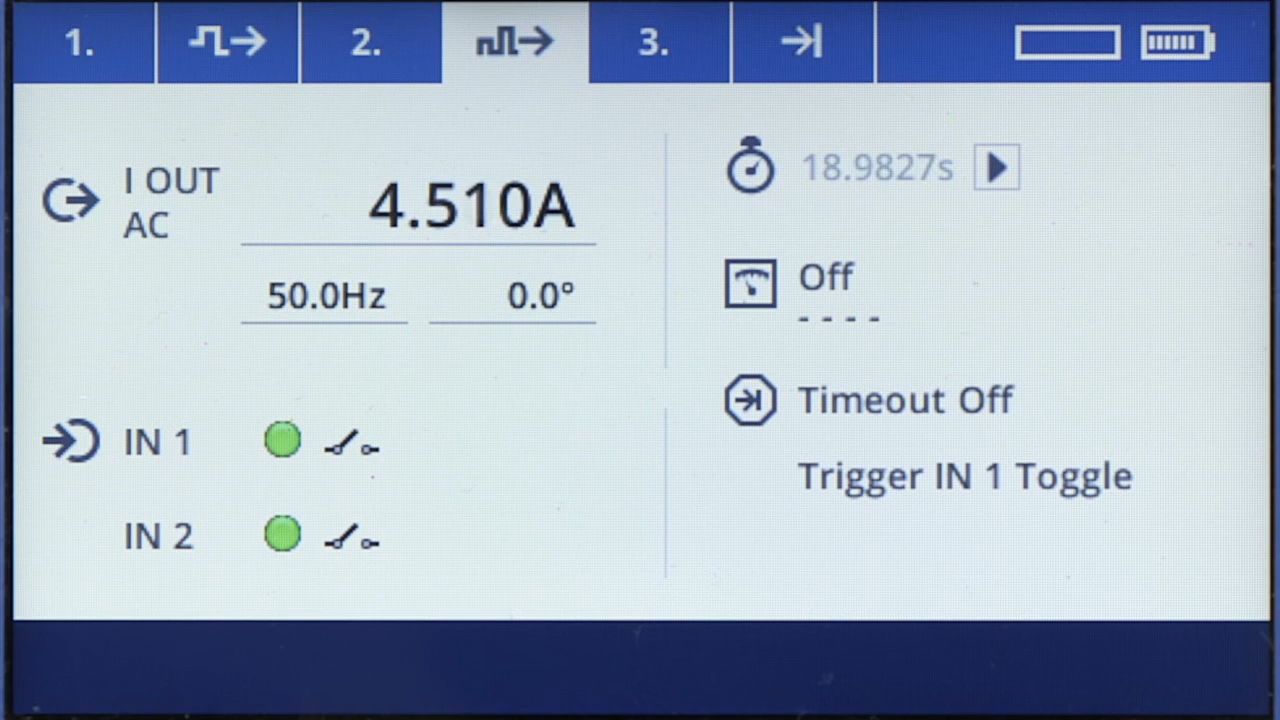 1.
2.
3.
I OUT
AC
4.510A
50.0Hz
0.0°
IN 1
IN 2
18.9827s
Off
- - - -
Timeout Off
Trigger IN 1 Toggle